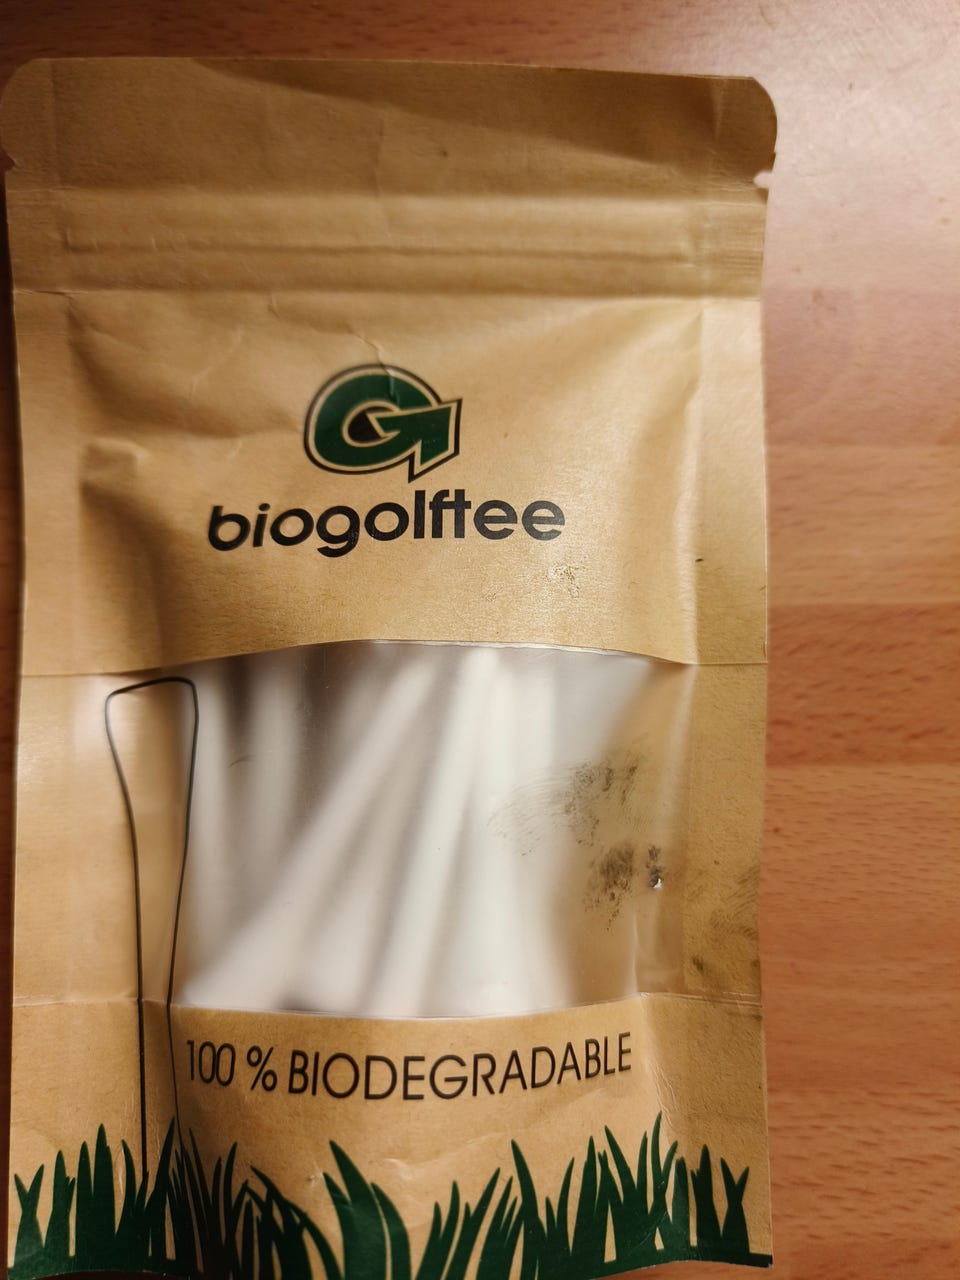 G
biogolftee
100 % BIODEGRADABLE